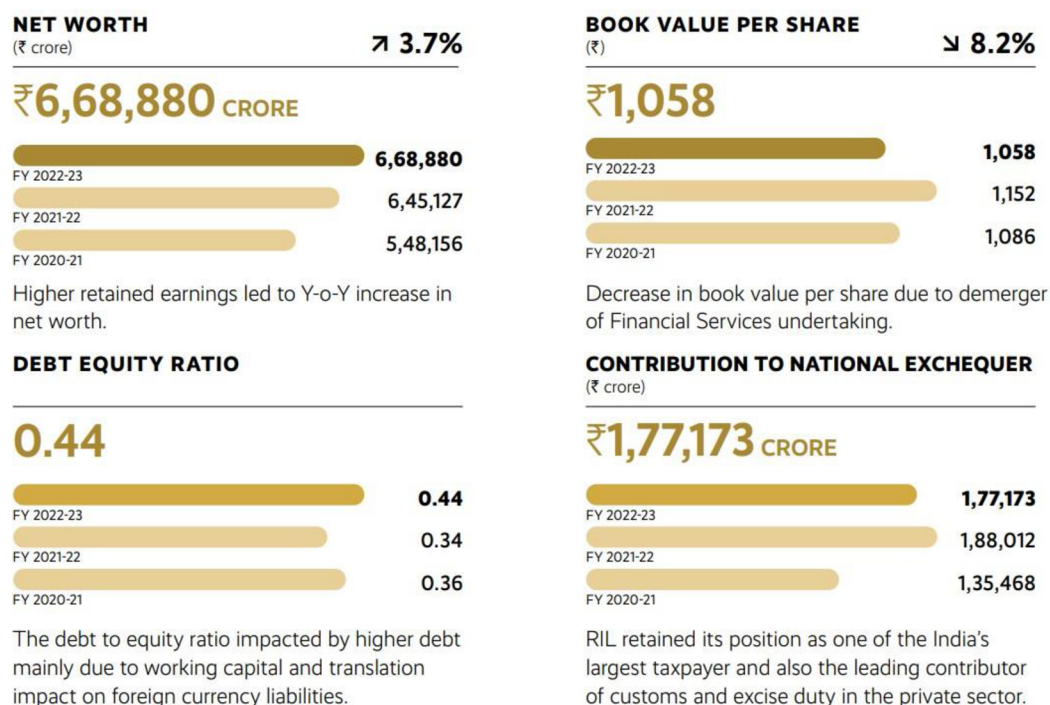 NET WORTH
(₹ crore)
↗ 3.7%
₹6,68,880 CRORE
6,68,880
FY 2022-23
6,45,127
FY 2021-22
5,48,156
FY 2020-21
Higher retained earnings led to Y-o-Y increase in
net worth.
BOOK VALUE PER SHARE
(₹)
↘ 8.2%
₹1,058
1,058
FY 2022-23
1,152
FY 2021-22
1,086
FY 2020-21
Decrease in book value per share due to demerger
of Financial Services undertaking.
DEBT EQUITY RATIO
0.44
0.44
FY 2022-23
0.34
FY 2021-22
0.36
FY 2020-21
The debt to equity ratio impacted by higher debt
mainly due to working capital and translation
impact on foreign currency liabilities.
CONTRIBUTION TO NATIONAL EXCHEQUER
(₹ crore)
₹1,77,173 CRORE
1,77,173
FY 2022-23
1,88,012
FY 2021-22
1,35,468
FY 2020-21
RIL retained its position as one of the India's
largest taxpayer and also the leading contributor
of customs and excise duty in the private sector.